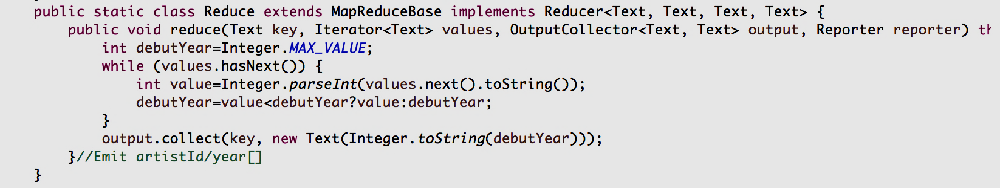 public static class Reduce extends MapReduceBase implements Reducer<Text, Text, Text, Text> {
public void reduce(Text key, Iterator<Text> values, OutputCollector<Text, Text> output, Reporter reporter) th
int debutYear=Integer.MAX_VALUE;
while (values.hasNext()) {
int value=Integer.parseInt(values.next().toString());
debutYear=value<debutYear?value:debutYear;
}
output.collect(key, new Text(Integer.toString(debutYear)));
}//Emit artistId/year[]
}